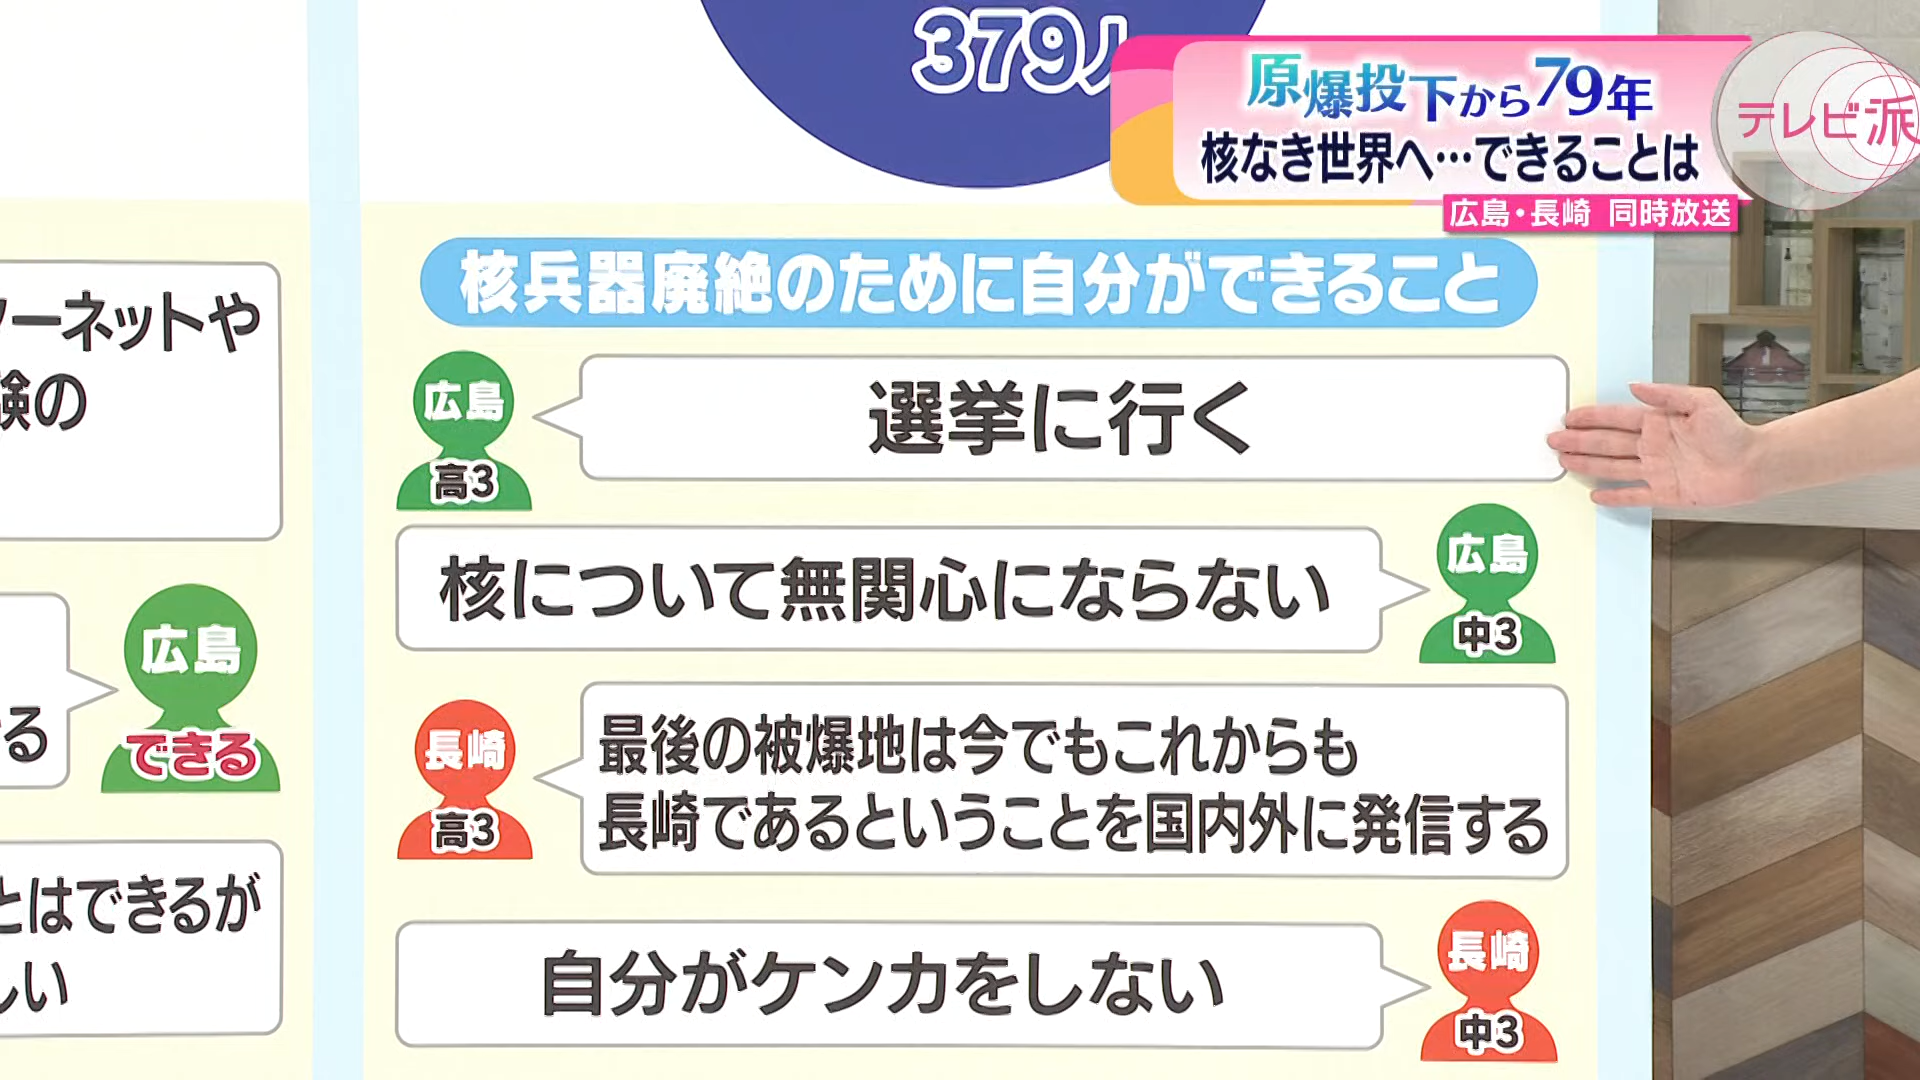 379人
原爆投下から79年
核なき世界へ…できることは
広島・長崎 同時放送
テレビ派
ターネットや
験の
広島
できる
る
とはできるが
しい
核兵器廃絶のために自分ができること
広島
高3
選挙に行く
核について無関心にならない
広島
中3
長崎
高3
最後の被爆地は今でもこれからも
長崎であるということを国内外に発信する
自分がケンカをしない
長崎
中3